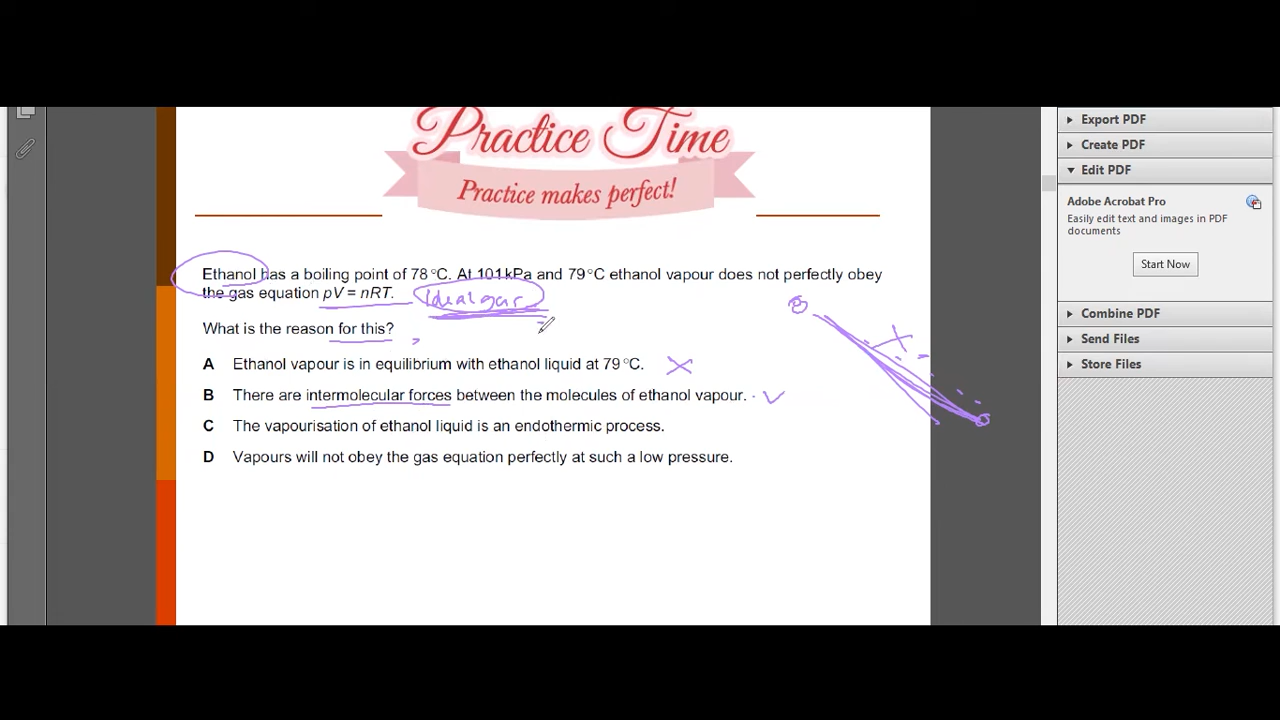 Practice Time
Practice makes perfect!
Ethanol has a boiling point of 78 °C. At 101 kPa and 79 °C ethanol vapour does not perfectly obey
the gas equation pV = nRT.
Ideal gas
What is the reason for this?
A Ethanol vapour is in equilibrium with ethanol liquid at 79 °C.
B There are intermolecular forces between the molecules of ethanol vapour.
C The vapourisation of ethanol liquid is an endothermic process.
D Vapours will not obey the gas equation perfectly at such a low pressure.
Export PDF
Create PDF
Edit PDF
Adobe Acrobat Pro
Easily edit text and images in PDF
documents
Start Now
Combine PDF
Send Files
Store Files